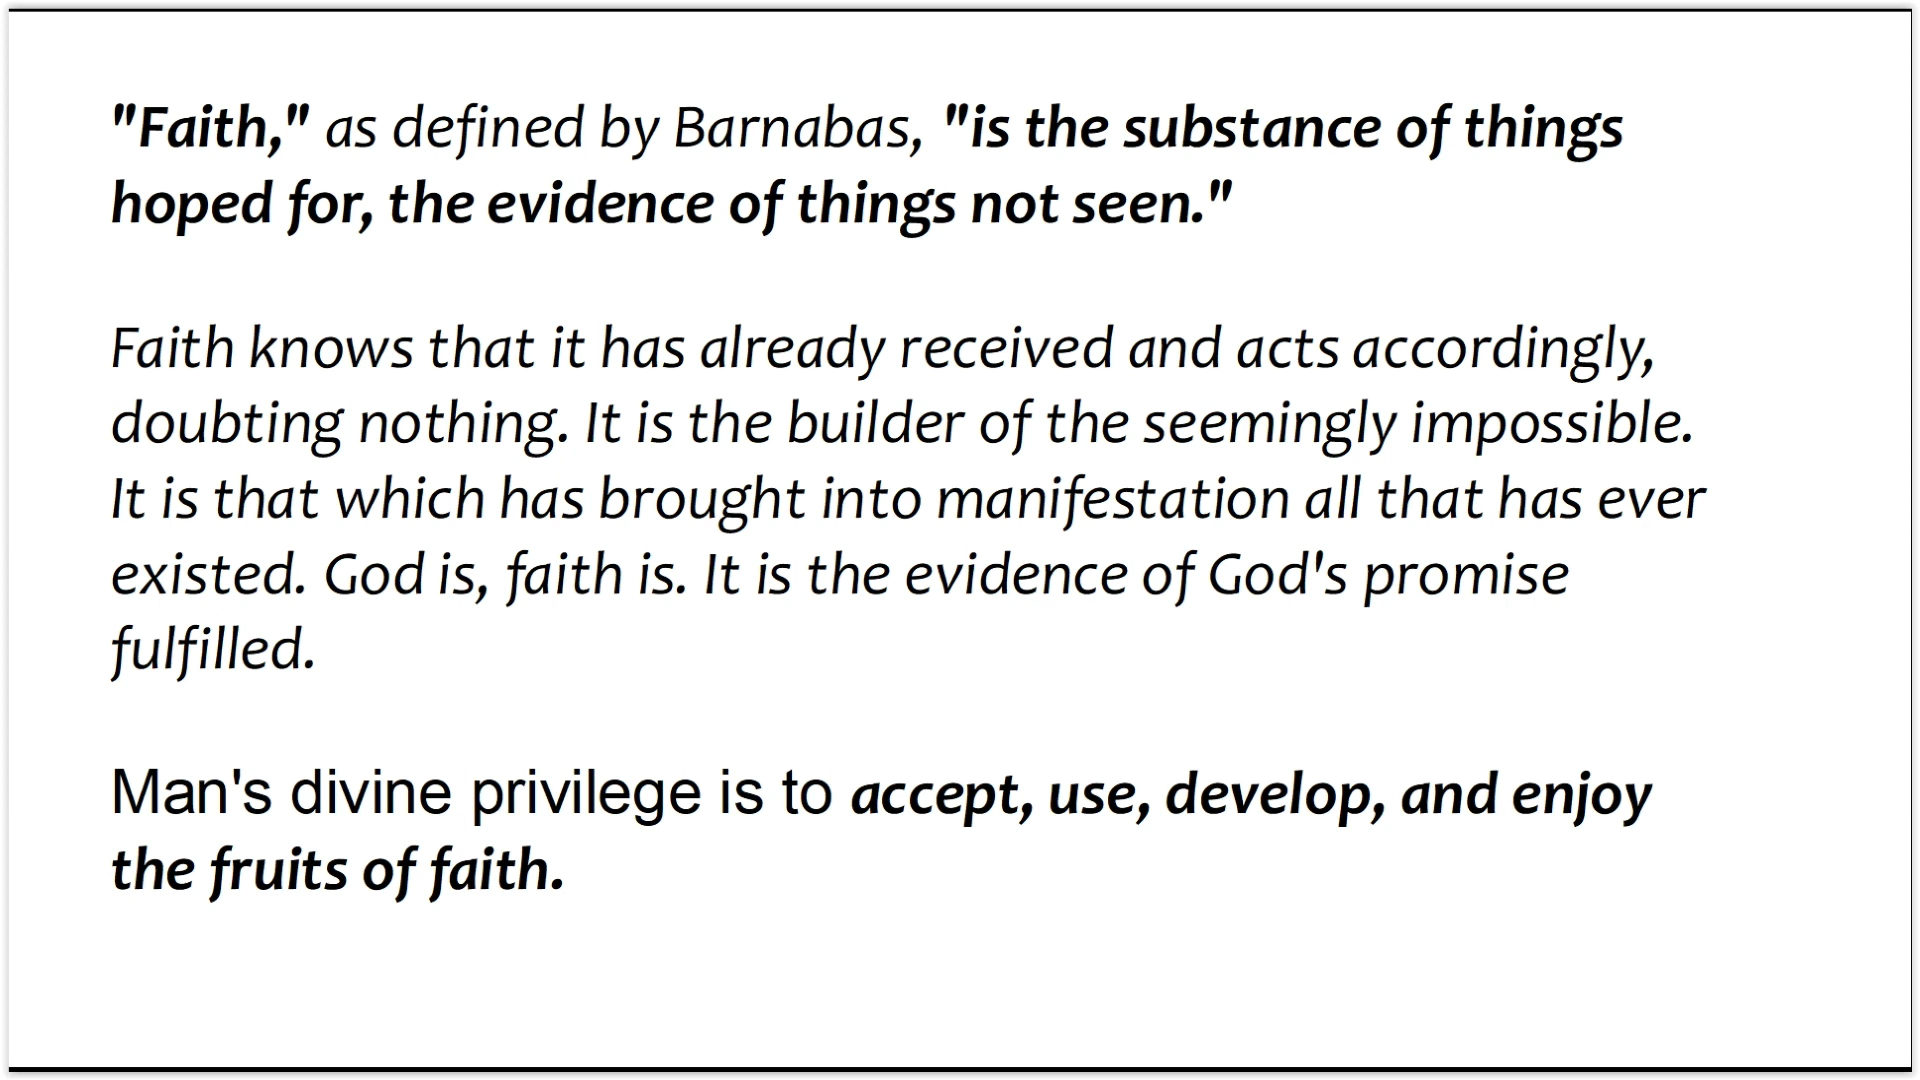 "Faith," as defined by Barnabas, "is the substance of things
hoped for, the evidence of things not seen."
Faith knows that it has already received and acts accordingly,
doubting nothing. It is the builder of the seemingly impossible.
It is that which has brought into manifestation all that has ever
existed. God is, faith is. It is the evidence of God's promise
fulfilled.
Man's divine privilege is to accept, use, develop, and enjoy
the fruits of faith.